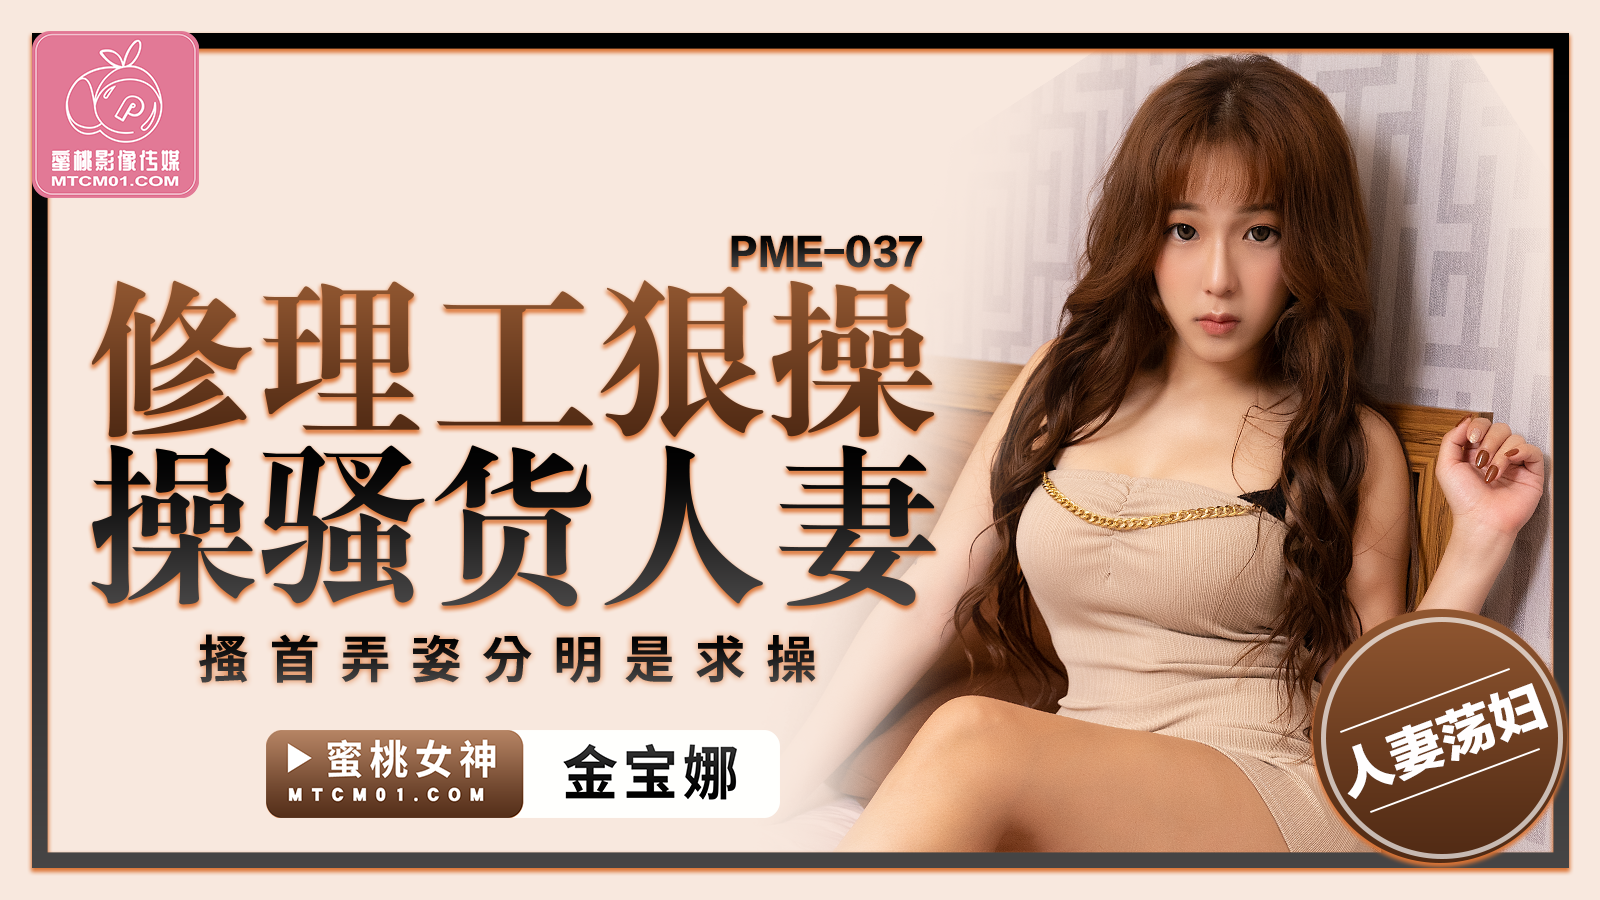 蜜桃影像传媒
MTCM01.COM
PME-037
修理工狠操
操骚货人妻
搔首弄姿分明是求操
蜜桃女神
MTCM01.COM
金宝娜
人妻荡妇